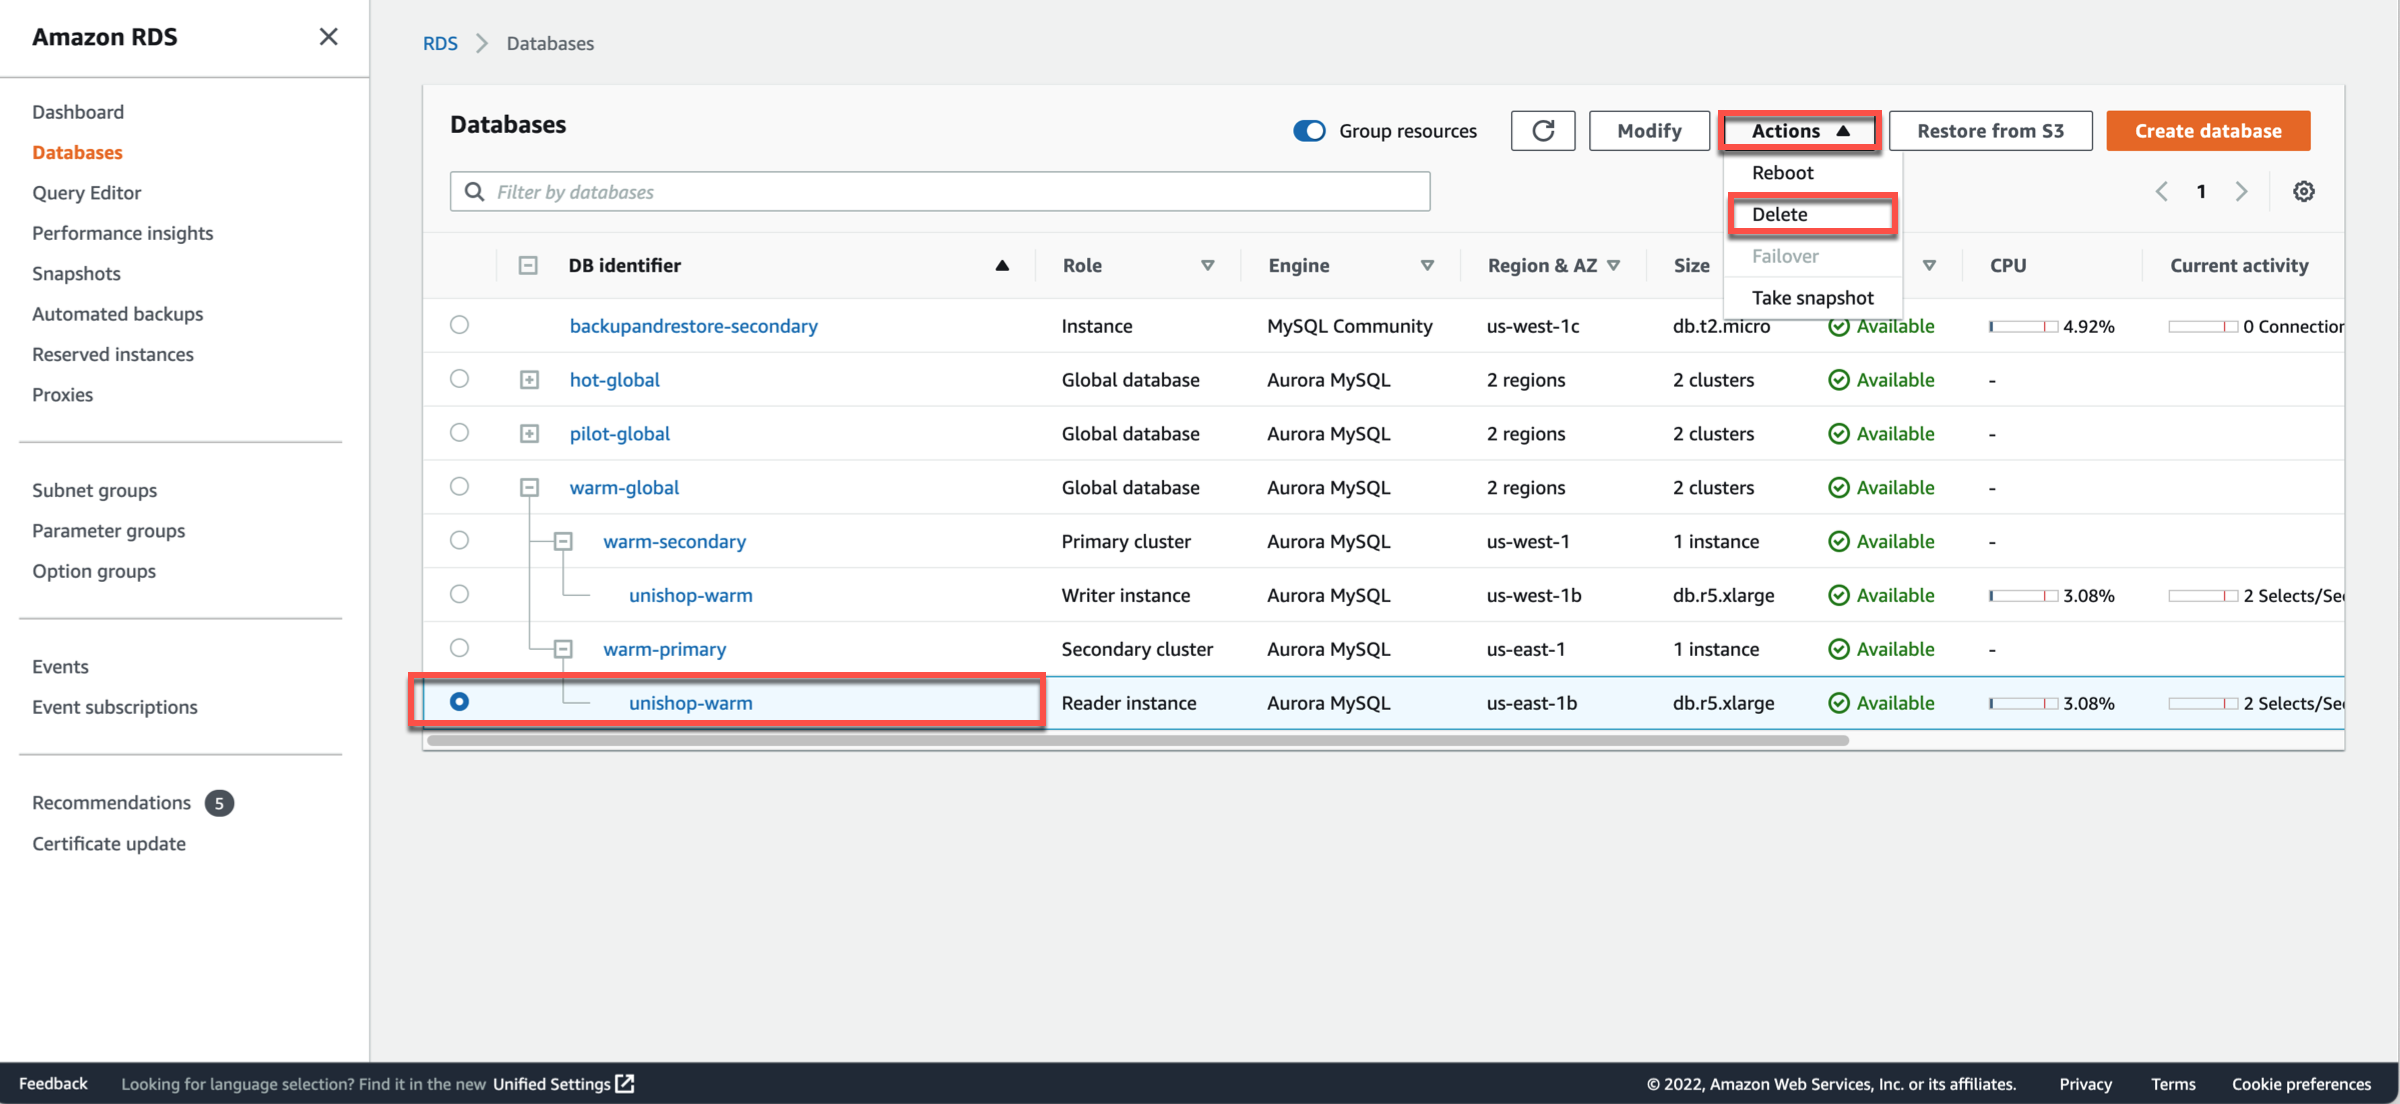 Amazon RDS
Dashboard
Databases
Query Editor
Performance insights
Snapshots
Automated backups
Reserved instances
Proxies
Subnet groups
Parameter groups
Option groups
Events
Event subscriptions
Recommendations 5
Certificate update
RDS Databases
Databases
Group resources Modify Actions Restore from S3 Create database
Reboot
Delete
Failover
Take snapshot
Filter by databases
1
DB identifier Role Engine Region & AZ Size CPU Current activity
backupandrestore-secondary Instance MySQL Community us-west-1c db.t2.micro Available 4.92% 0 Connection
hot-global Global database Aurora MySQL 2 regions 2 clusters Available -
pilot-global Global database Aurora MySQL 2 regions 2 clusters Available -
warm-global Global database Aurora MySQL 2 regions 2 clusters Available -
warm-secondary Primary cluster Aurora MySQL us-west-1 1 instance Available -
unishop-warm Writer instance Aurora MySQL us-west-1b db.r5.xlarge Available 3.08% 2 Selects/Se
warm-primary Secondary cluster Aurora MySQL us-east-1 1 instance Available -
unishop-warm Reader instance Aurora MySQL us-east-1b db.r5.xlarge Available 3.08% 2 Selects/Se
Feedback Looking for language selection? Find it in the new Unified Settings © 2022, Amazon Web Services, Inc. or its affiliates. Privacy Terms Cookie preferences